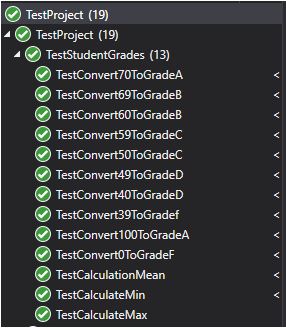 TestProject (19)
TestProject (19)
TestStudentGrades (13)
TestConvert70ToGradeA <
TestConvert69ToGradeB <
TestConvert60ToGradeB <
TestConvert59ToGradeC <
TestConvert50ToGradeC <
TestConvert49ToGradeD <
TestConvert40ToGradeD <
TestConvert39ToGradef <
TestConvert100ToGradeA <
TestConvert0ToGradeF <
TestCalculationMean
TestCalculateMin <
TestCalculateMax